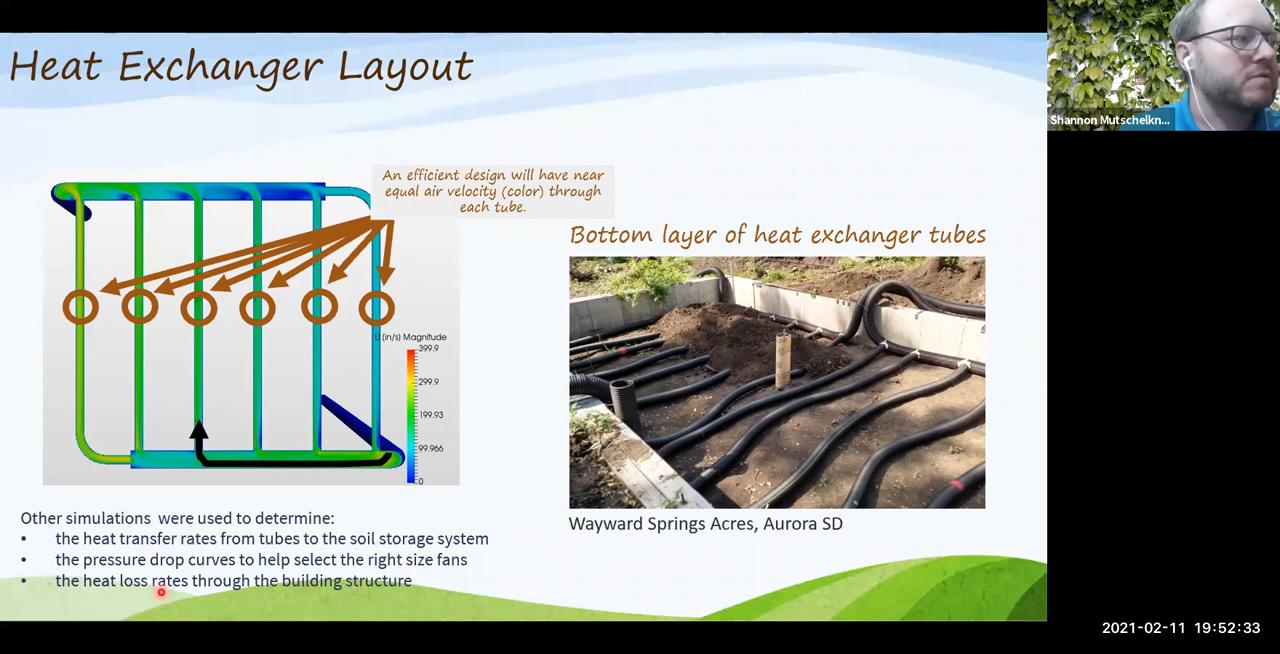 Heat Exchanger Layout
Shannon Mutschelkn...
An efficient design will have near
equal air velocity (color) through
each tube.
Bottom layer of heat exchanger tubes
U (in/s) Magnitude
399.9
299.9
199.93
99.966
0
Wayward Springs Acres, Aurora SD
Other simulations were used to determine:
• the heat transfer rates from tubes to the soil storage system
• the pressure drop curves to help select the right size fans
• the heat loss rates through the building structure
2021-02-11 19:52:33